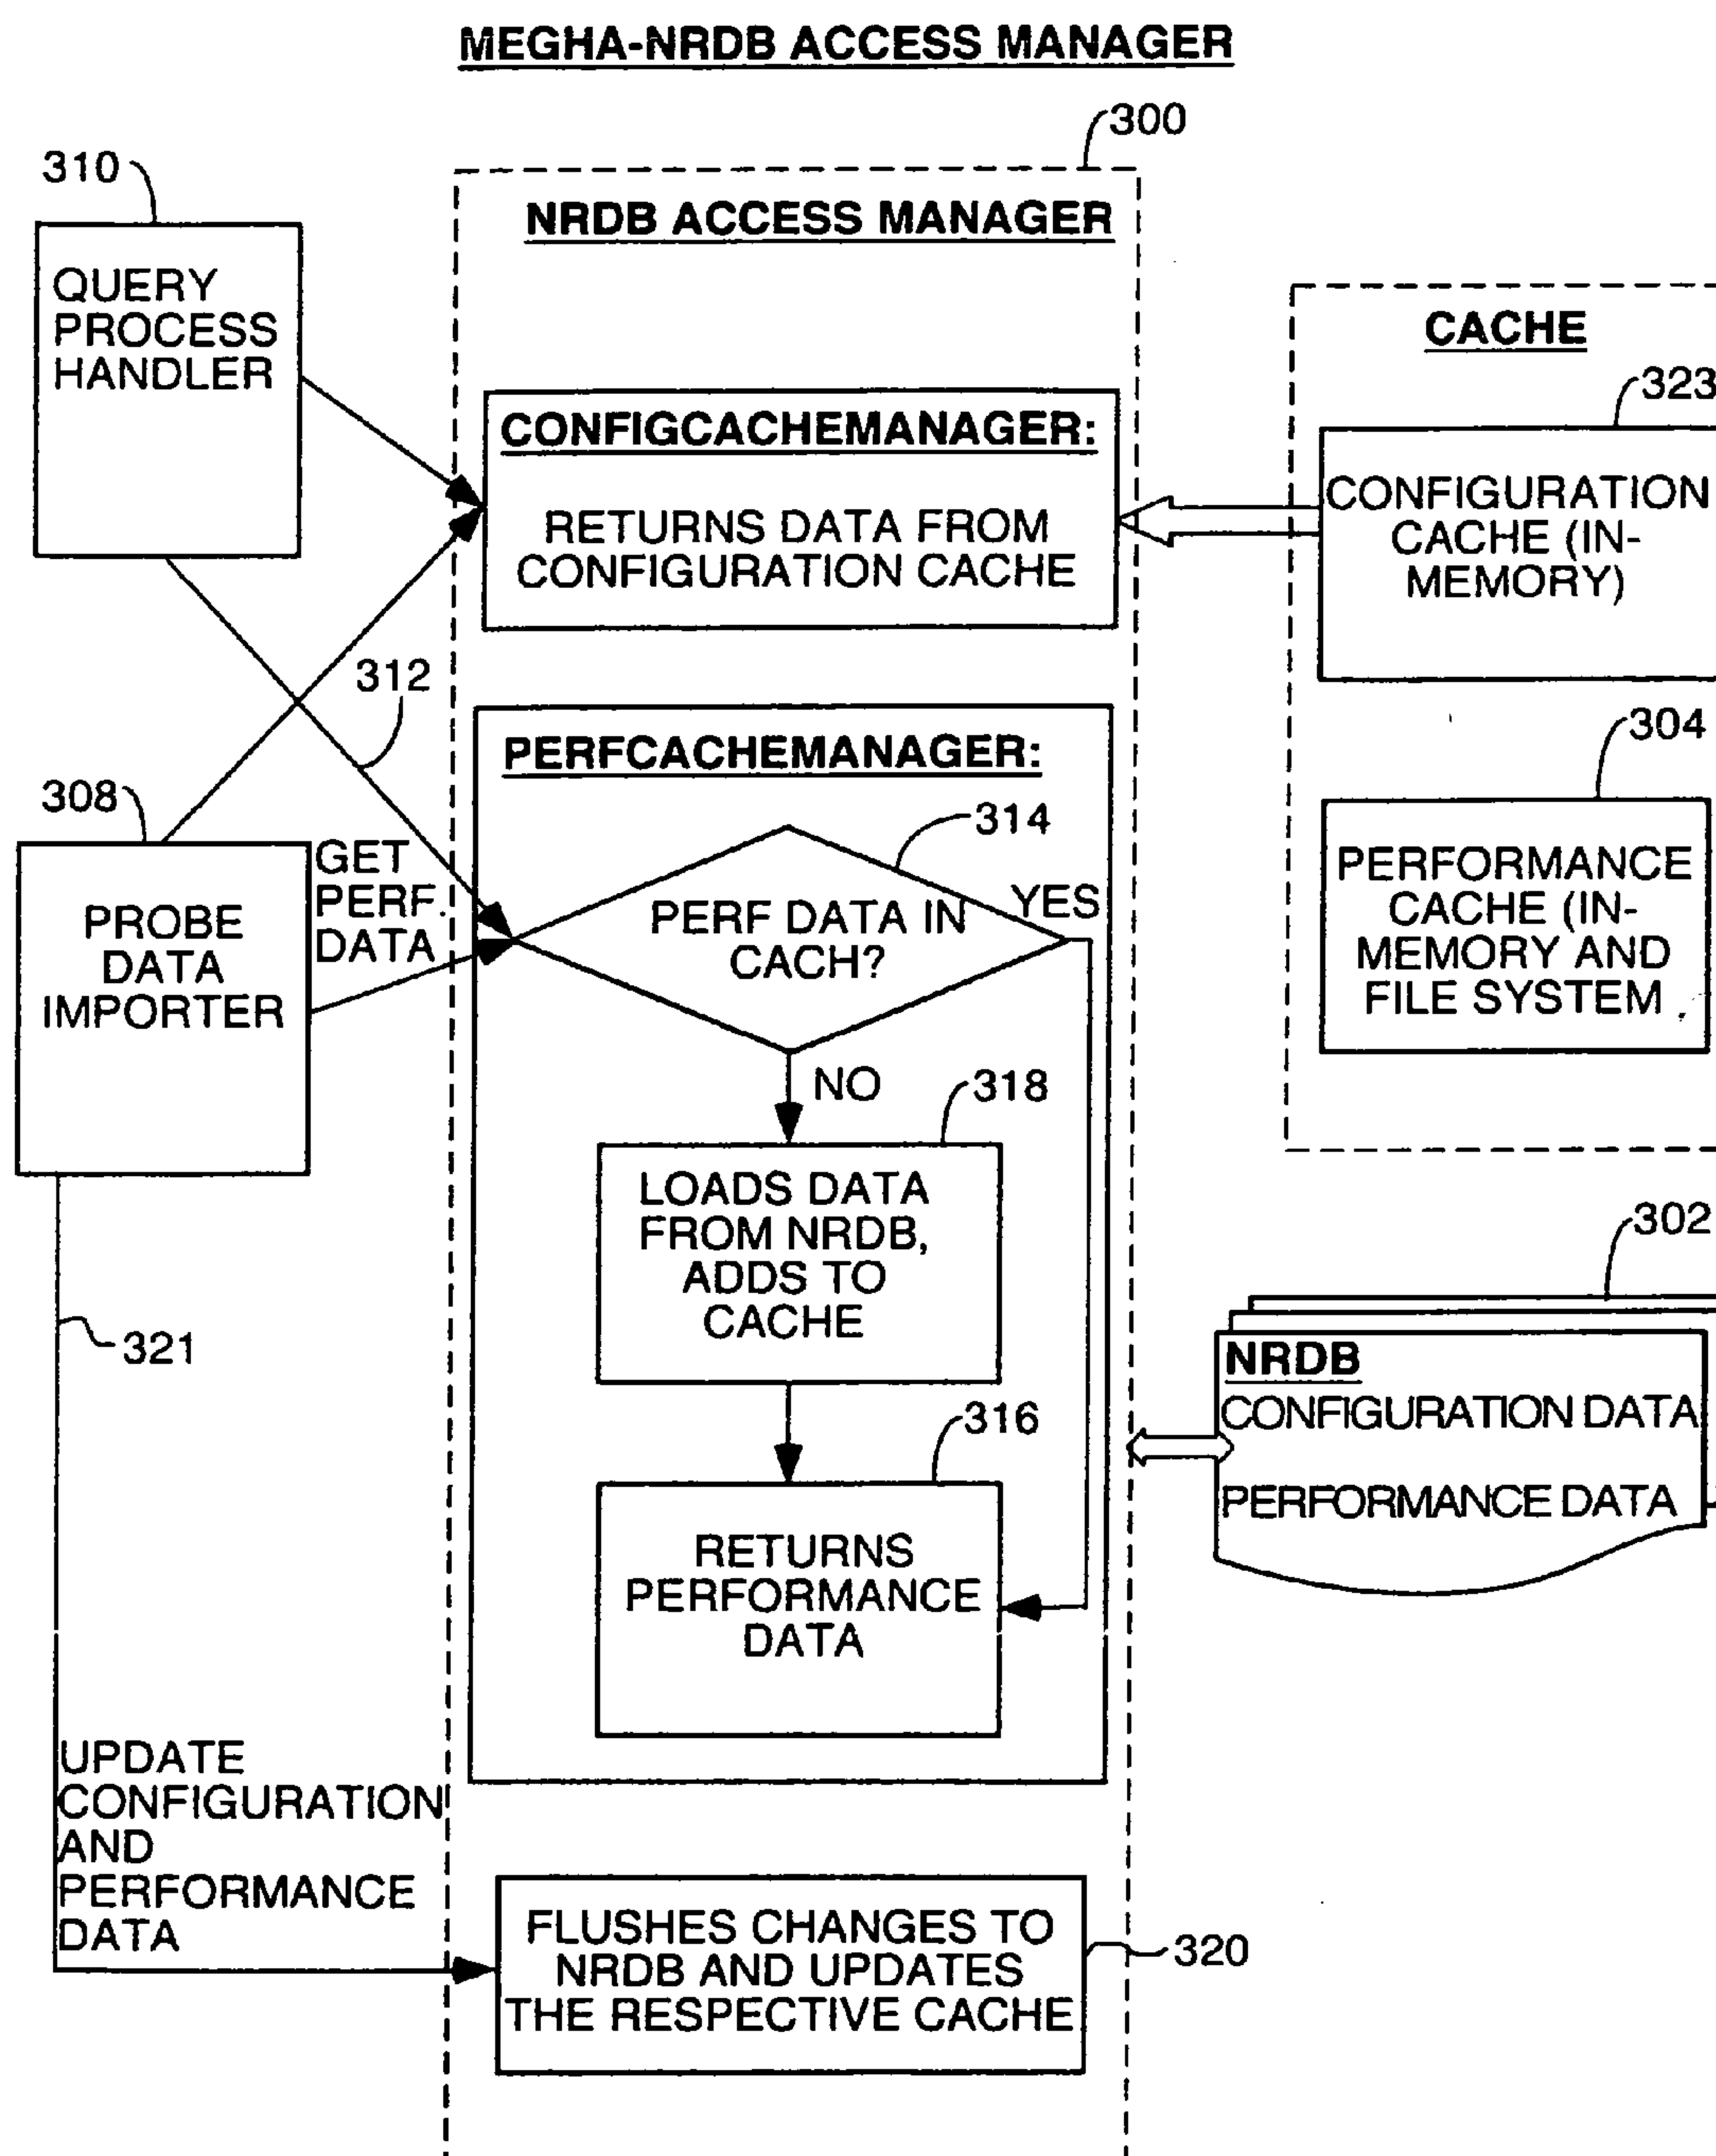 MEGHA-NRDB ACCESS MANAGER
300
310
NRDB ACCESS MANAGER
QUERY
PROCESS
HANDLER
CACHE
323
CONFIGCACHEMANAGER:
RETURNS DATA FROM
CONFIGURATION CACHE
CONFIGURATION
CACHE (IN-
MEMORY)
312
304
PERFCACHEMANAGER:
308
314
GET
PERF.
DATA
YES
PERF DATA IN
CACH?
PROBE
DATA
IMPORTER
PERFORMANCE
CACHE (IN-
MEMORY AND
FILE SYSTEM
NO
318
LOADS DATA
FROM NRDB,
ADDS TO
CACHE
302
321
NRDB
CONFIGURATION DATA
PERFORMANCE DATA
316
RETURNS
PERFORMANCE
DATA
UPDATE
CONFIGURATION
AND
PERFORMANCE
DATA
FLUSHES CHANGES TO
NRDB AND UPDATES
THE RESPECTIVE CACHE
320